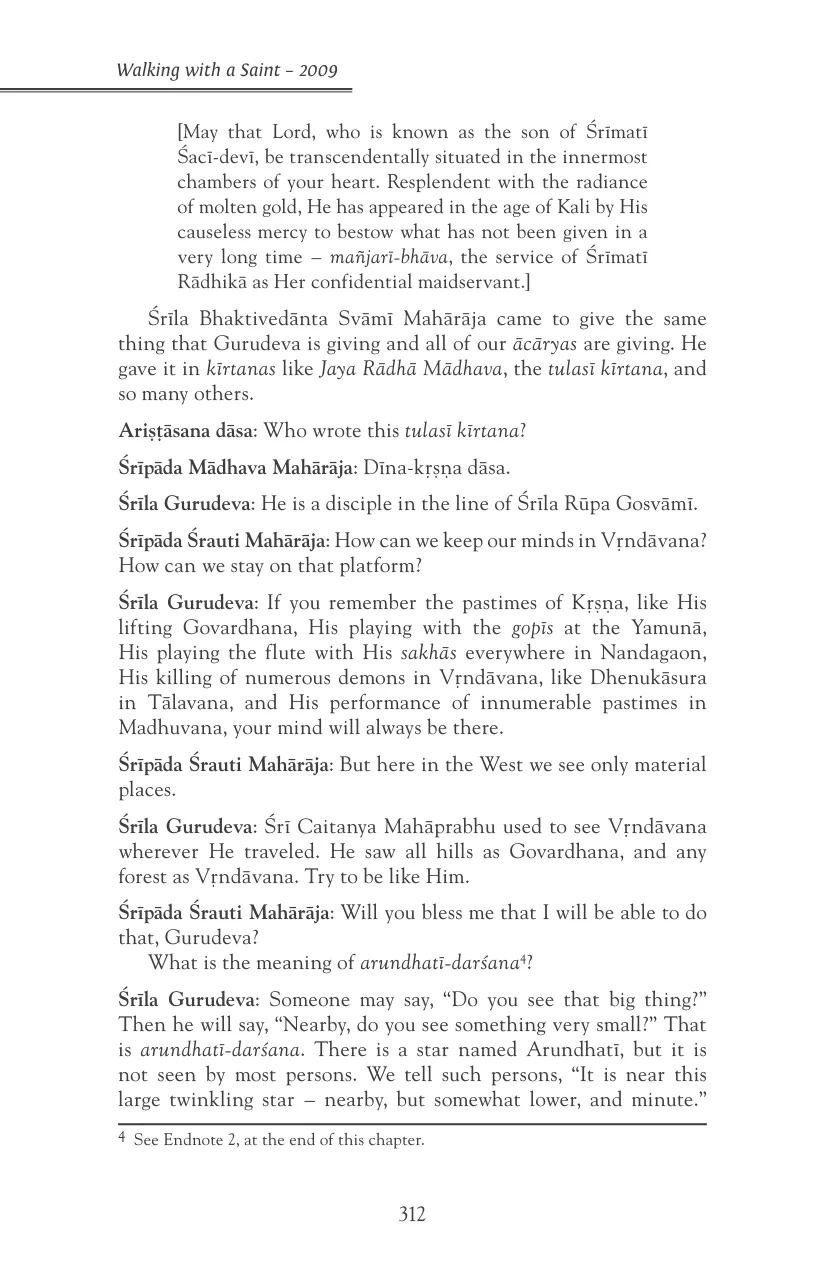 Walking with a Saint – 2009
[May that Lord, who is known as the son of Śrīmatī
Śacī-devī, be transcendentally situated in the innermost
chambers of your heart. Resplendent with the radiance
of molten gold, He has appeared in the age of Kali by His
causeless mercy to bestow what has not been given in a
very long time – mañjarī-bhāva, the service of Śrīmatī
Rādhikā as Her confidential maidservant.]
Śrīla Bhaktivedānta Svāmī Mahārāja came to give the same
thing that Gurudeva is giving and all of our ācāryas are giving. He
gave it in kīrtanas like Jaya Rādhā Mādhava, the tulasī kīrtana, and
so many others.
Ariṣṭāsana dāsa: Who wrote this tulasī kīrtana?
Śrīpāda Mādhava Mahārāja: Dīna-kṛṣṇa dāsa.
Śrīla Gurudeva: He is a disciple in the line of Śrīla Rūpa Gosvāmī.
Śrīpāda Śrauti Mahārāja: How can we keep our minds in Vṛndāvana?
How can we stay on that platform?
Śrīla Gurudeva: If you remember the pastimes of Kṛṣṇa, like His
lifting Govardhana, His playing with the gopīs at the Yamunā,
His playing the flute with His sakhās everywhere in Nandagaon,
His killing of numerous demons in Vṛndāvana, like Dhenukāsura
in Tālavana, and His performance of innumerable pastimes in
Madhuvana, your mind will always be there.
Śrīpāda Śrauti Mahārāja: But here in the West we see only material
places.
Śrīla Gurudeva: Śrī Caitanya Mahāprabhu used to see Vṛndāvana
wherever He traveled. He saw all hills as Govardhana, and any
forest as Vṛndāvana. Try to be like Him.
Śrīpāda Śrauti Mahārāja: Will you bless me that I will be able to do
that, Gurudeva?
What is the meaning of arundhatī-darśana⁴?
Śrīla Gurudeva: Someone may say, “Do you see that big thing?”
Then he will say, “Nearby, do you see something very small?” That
is arundhatī-darśana. There is a star named Arundhatī, but it is
not seen by most persons. We tell such persons, “It is near this
large twinkling star – nearby, but somewhat lower, and minute.”
4 See Endnote 2, at the end of this chapter.
312